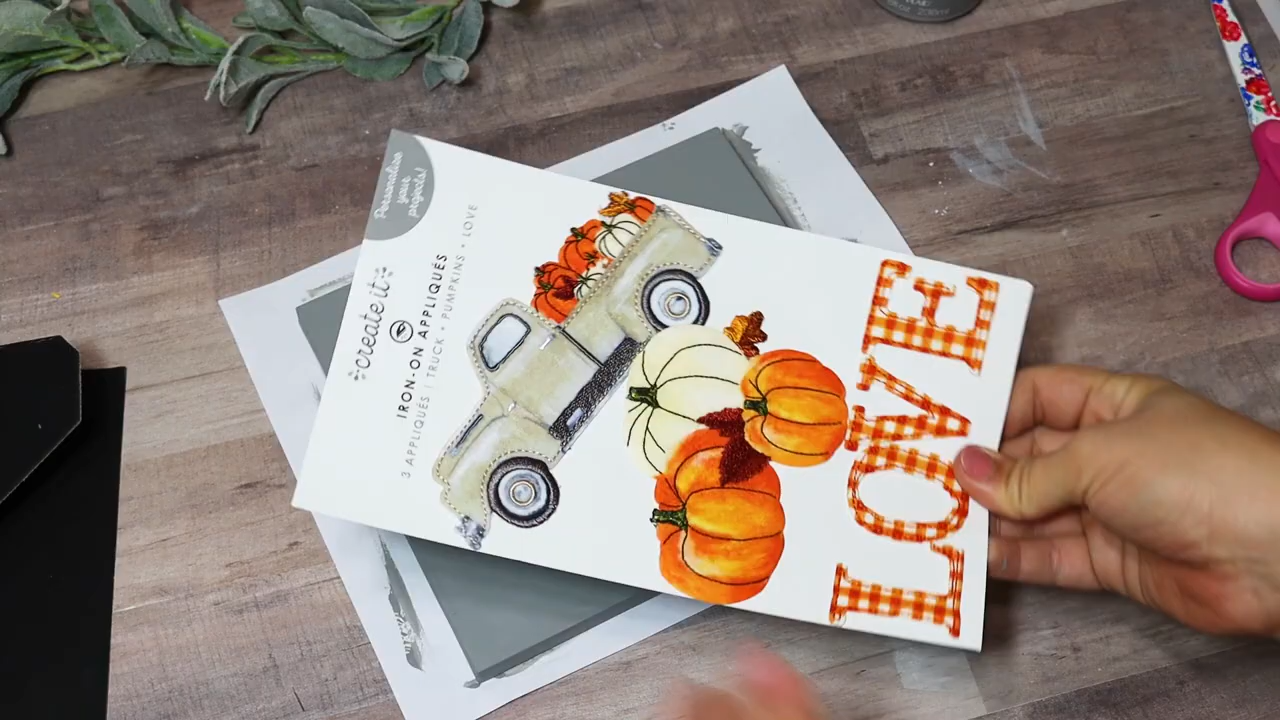 Personalize
your
projects!
create it
IRON-ON APPLIQUÉS
3 APPLIQUÉS | TRUCK • PUMPKINS • LOVE
LOVE